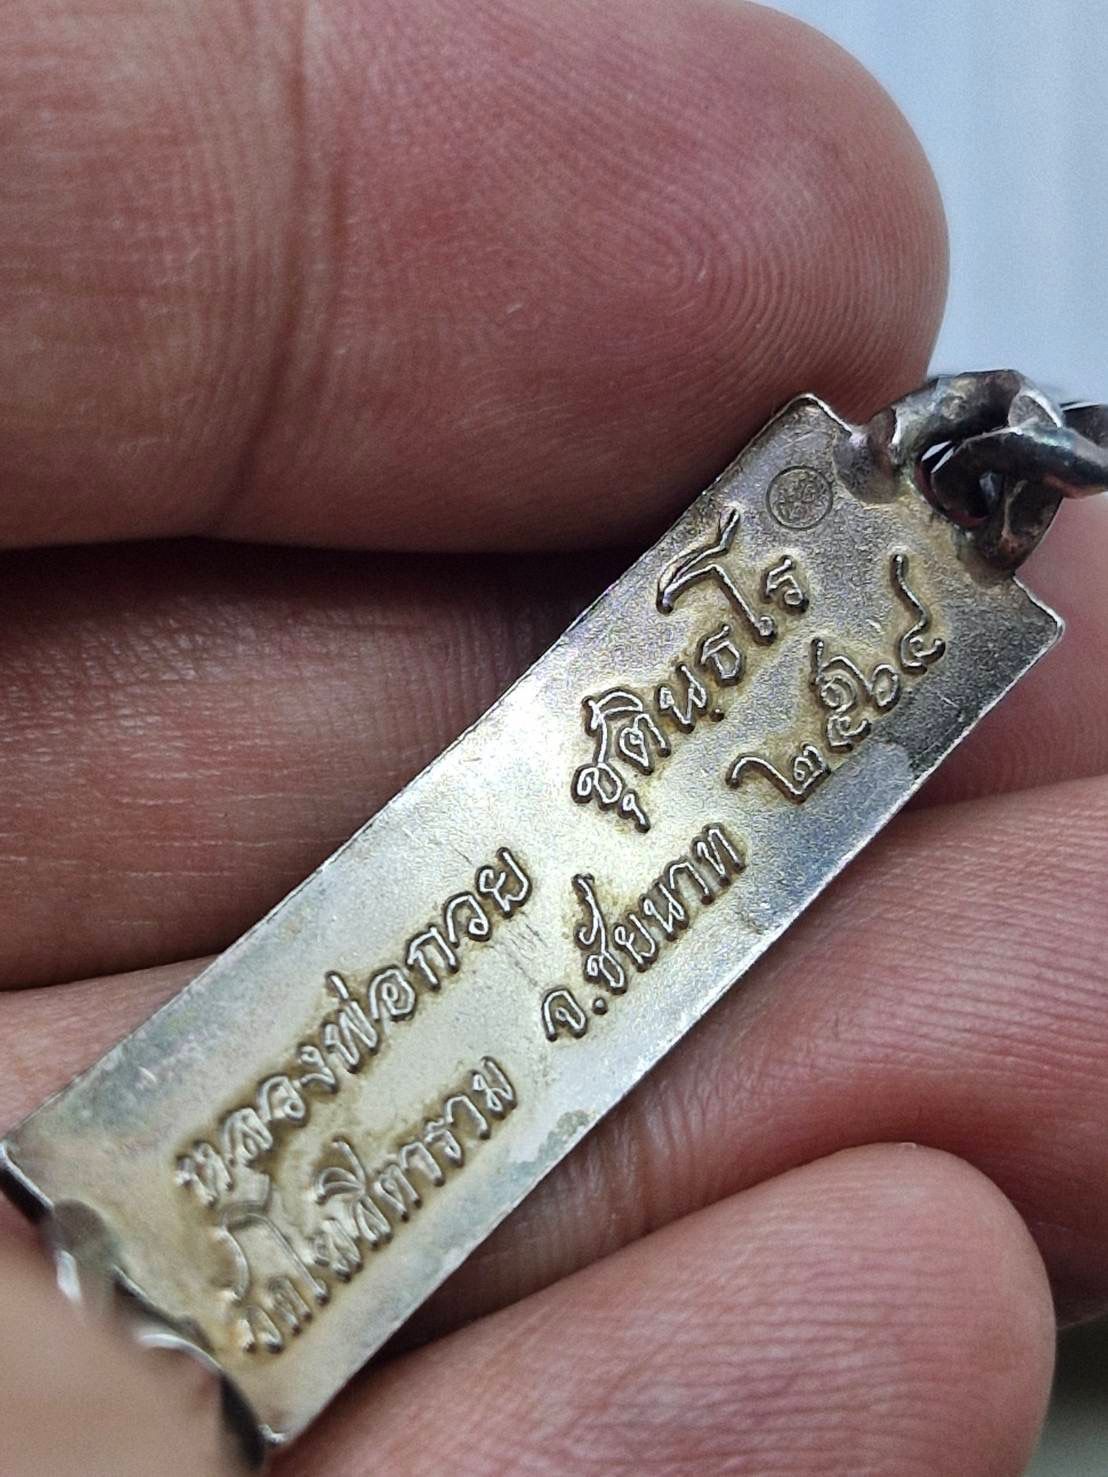 หลวงพ่อกวย ชุตินฺธโร
วัดโฆสิตาราม จ.ชัยนาท ๒๕๖๔